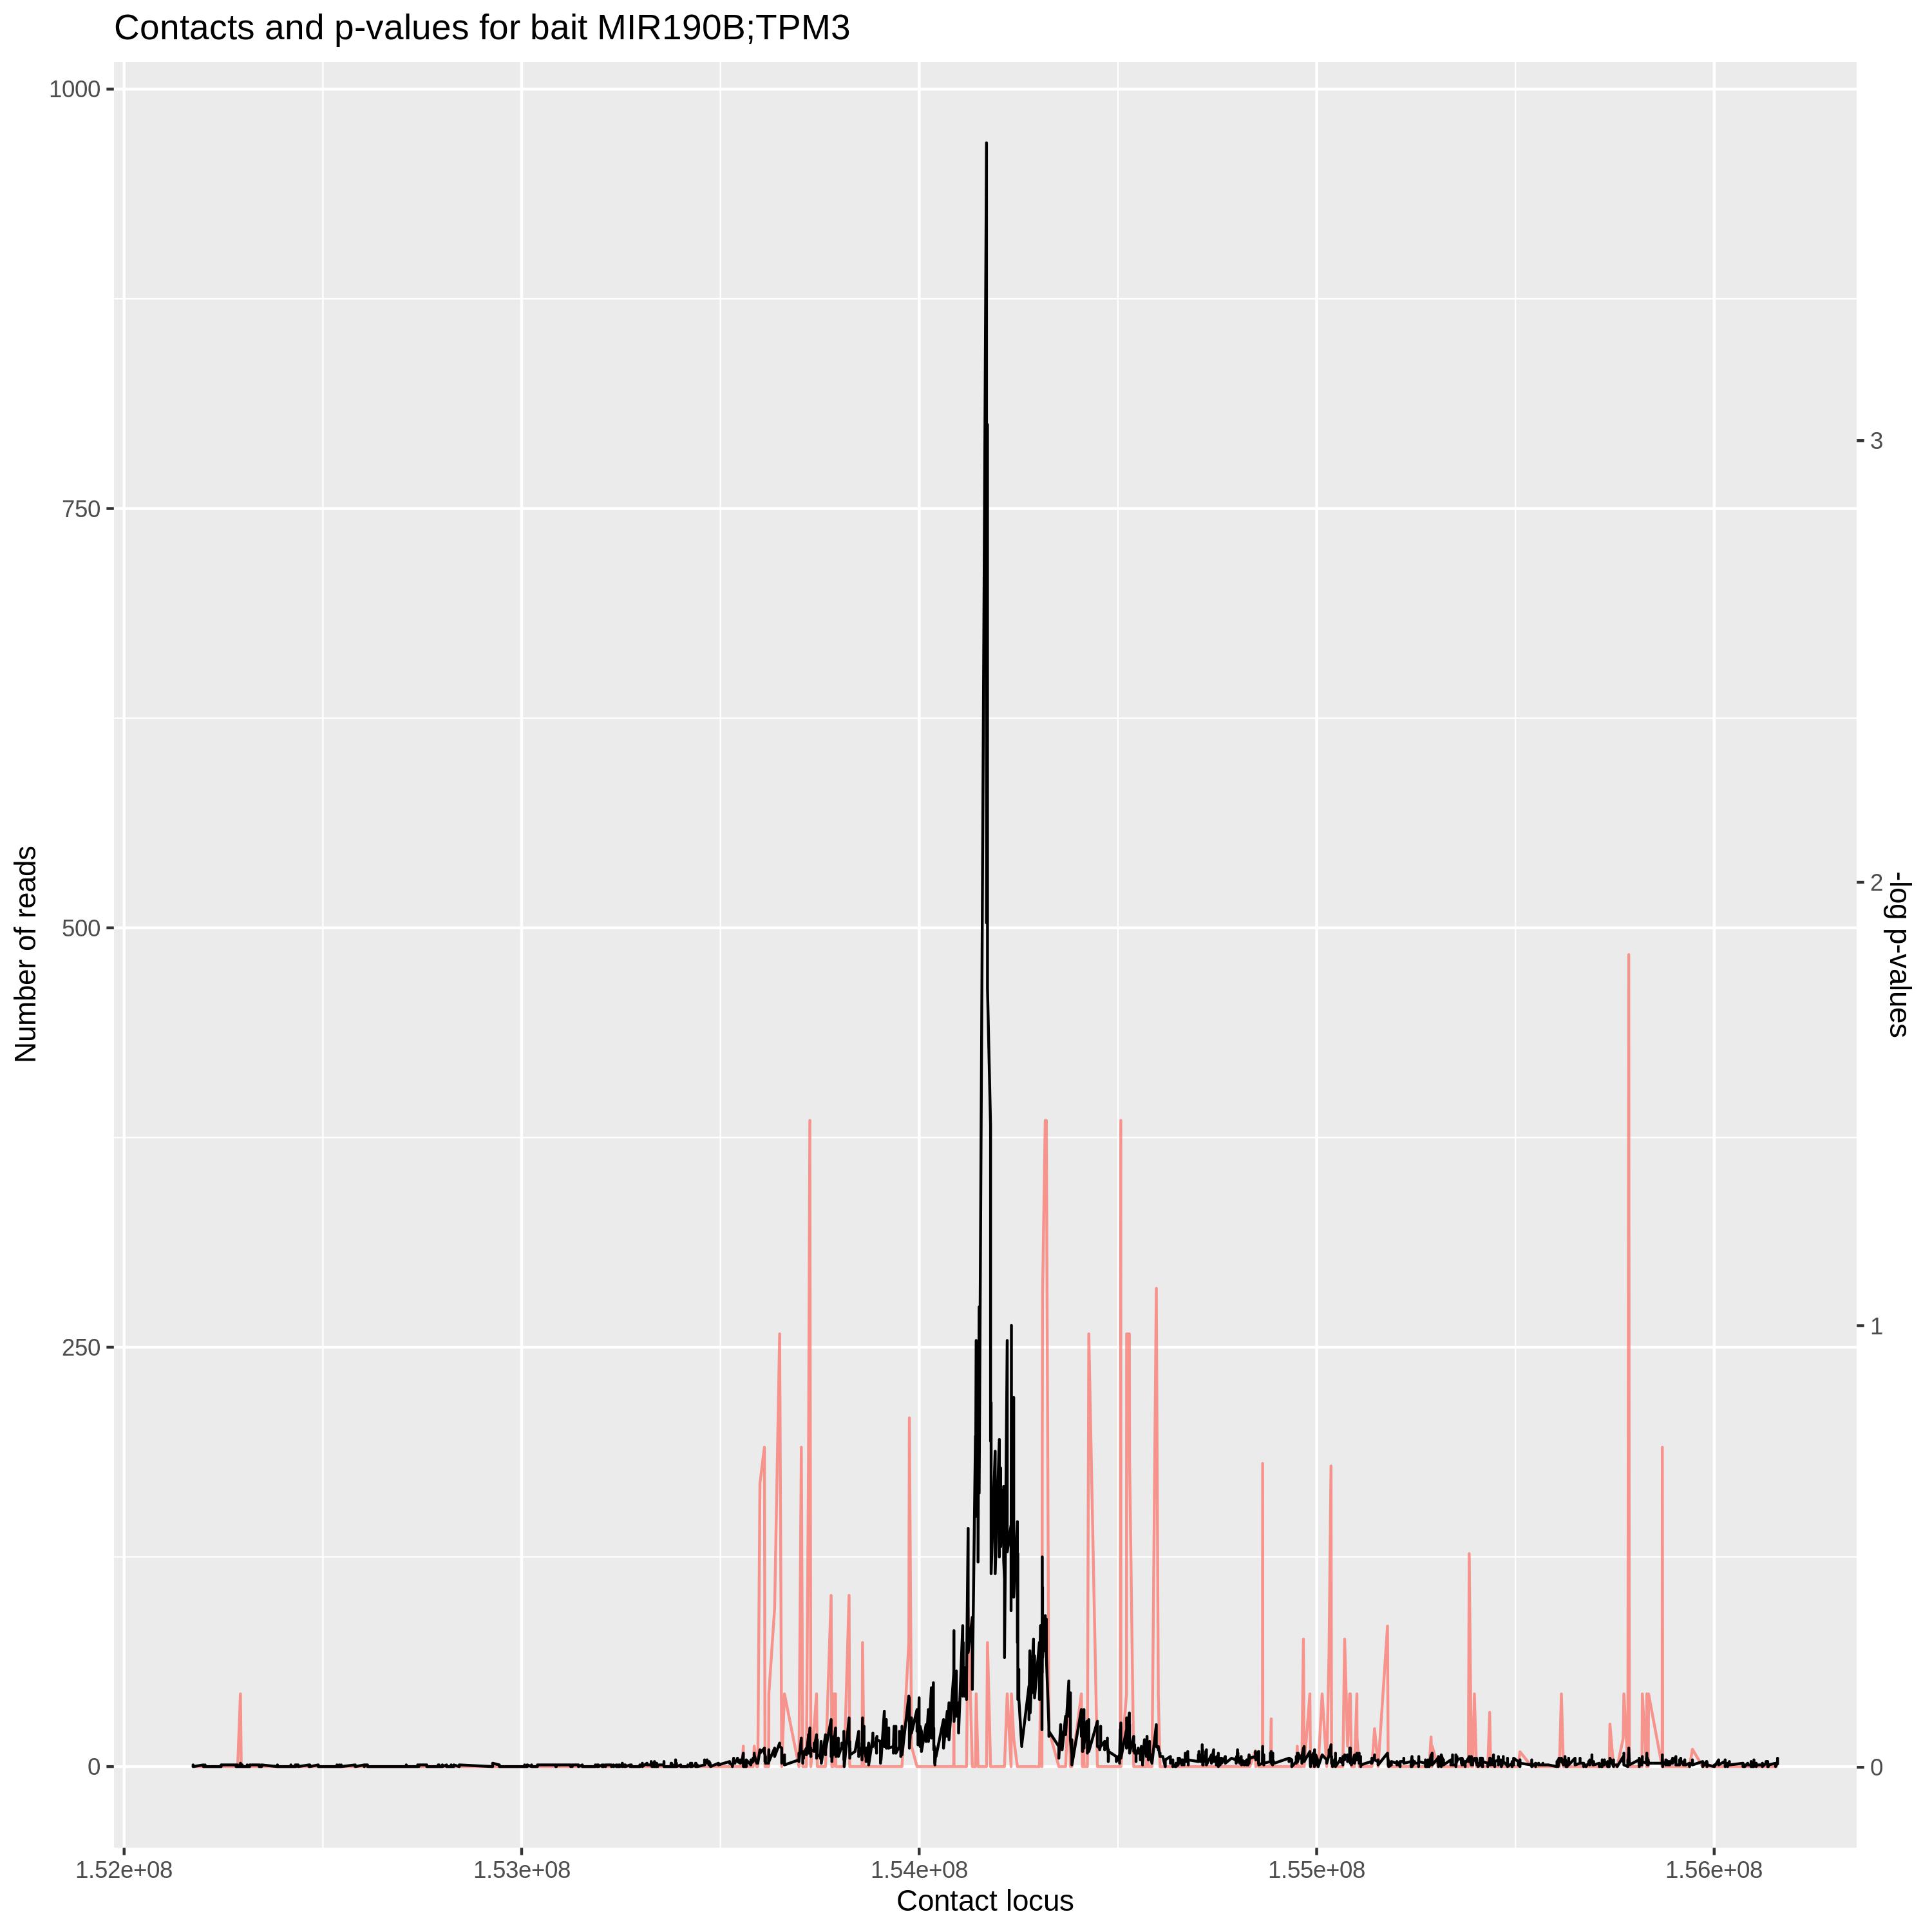 Contacts and p-values for bait MIR190B;TPM3
1000
750
500
250
0
Number of reads
3
2
1
0
-log p-values
1.52e+08
1.53e+08
1.54e+08
1.55e+08
1.56e+08
Contact locus